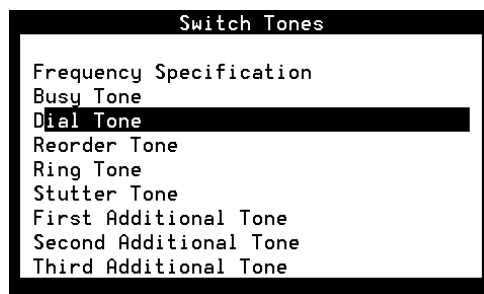 Switch Tones
Frequency Specification
Busy Tone
Dial Tone
Reorder Tone
Ring Tone
Stutter Tone
First Additional Tone
Second Additional Tone
Third Additional Tone